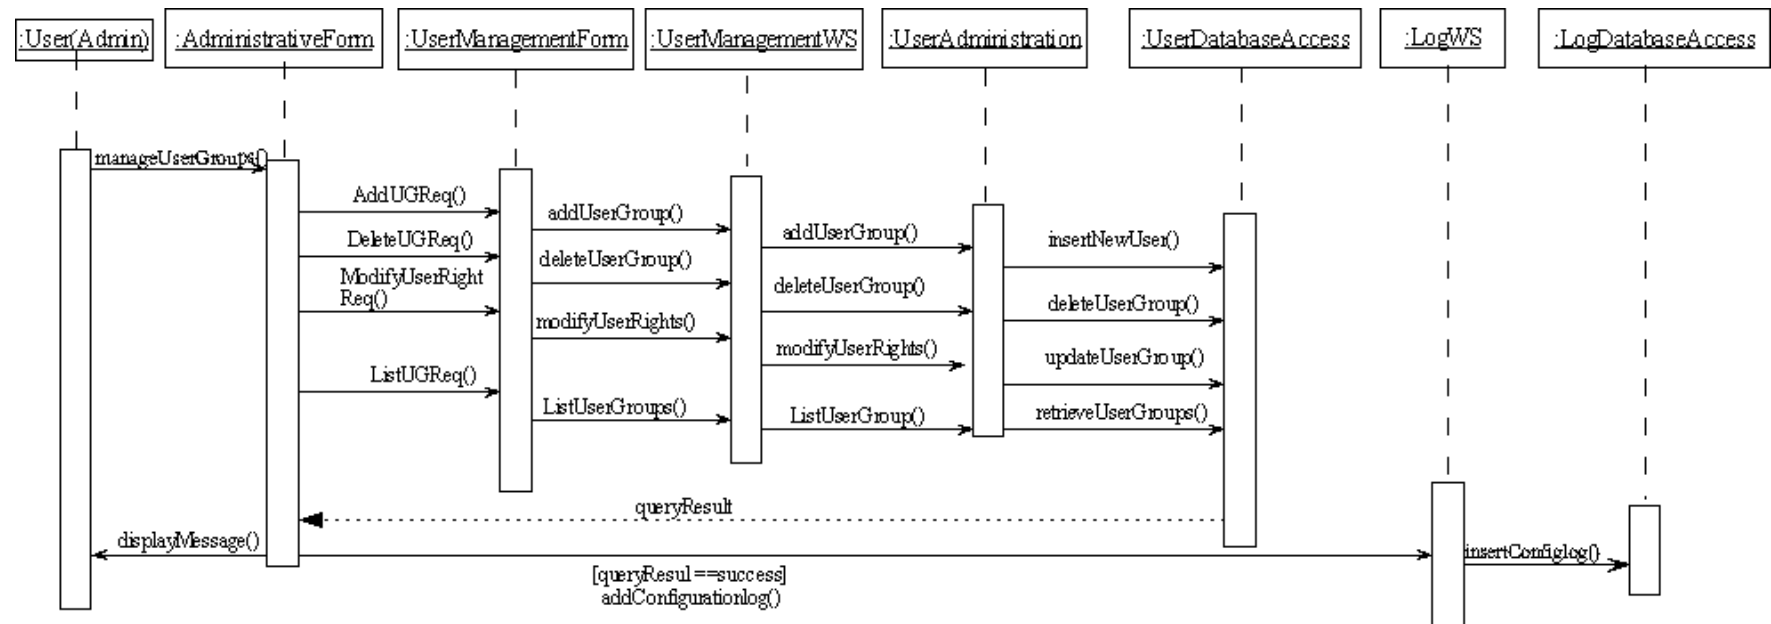 :User(Admin)
:AdministrativeForm
:UserManagementForm
:UserManagementWS
:UserAdministration
:UserDatabaseAccess
:LogWS
:LogDatabaseAccess
manageUserGroups()
AddUGReq()
addUserGroup()
addUserGroup()
insertNewUser()
DeleteUGReq()
deleteUserGroup()
deleteUserGroup()
deleteUserGroup()
ModifyUserRight
Req()
modifyUserRights()
modifyUserRights()
updateUserGroup()
ListUGReq()
ListUserGroups()
ListUserGroup()
retrieveUserGroups()
queryResult
displayMessage()
insertConfiglog()
[queryResul==success]
addConfigurationlog()